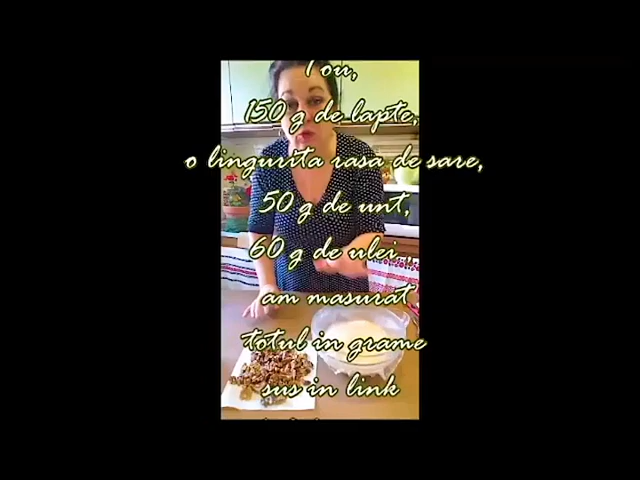 1 ou,
150 g de lapte,
o lingurita rasa de sare,
50 g de unt,
60 g de ulei...
am masurat
totul in grame
sus in link